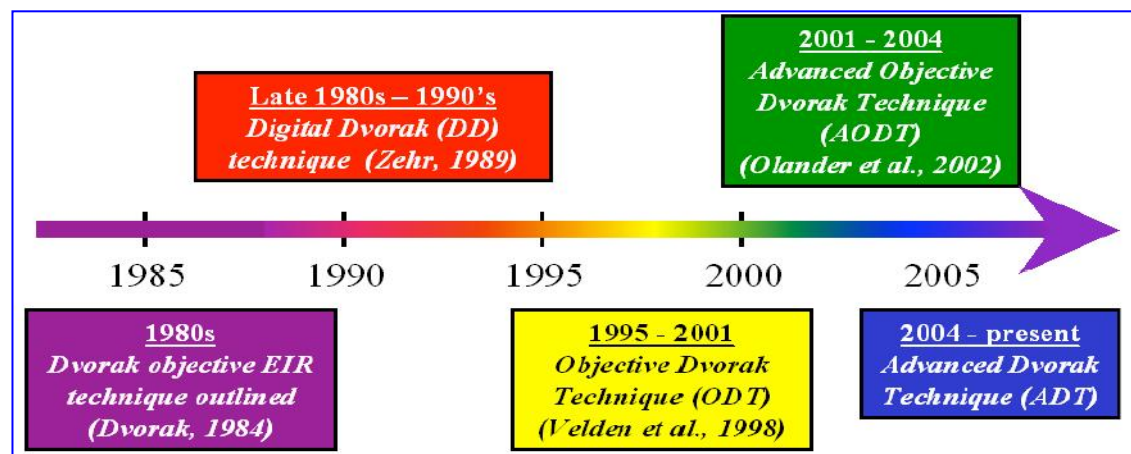 2001 - 2004
Advanced Objective
Dvorak Technique
(AODT)
(Olander et al., 2002)
Late 1980s – 1990's
Digital Dvorak (DD)
technique (Zehr, 1989)
1985
1990
1995
2000
2005
1980s
Dvorak objective EIR
technique outlined
(Dvorak, 1984)
1995 - 2001
Objective Dvorak
Technique (ODT)
(Velden et al., 1998)
2004 - present
Advanced Dvorak
Technique (ADT)